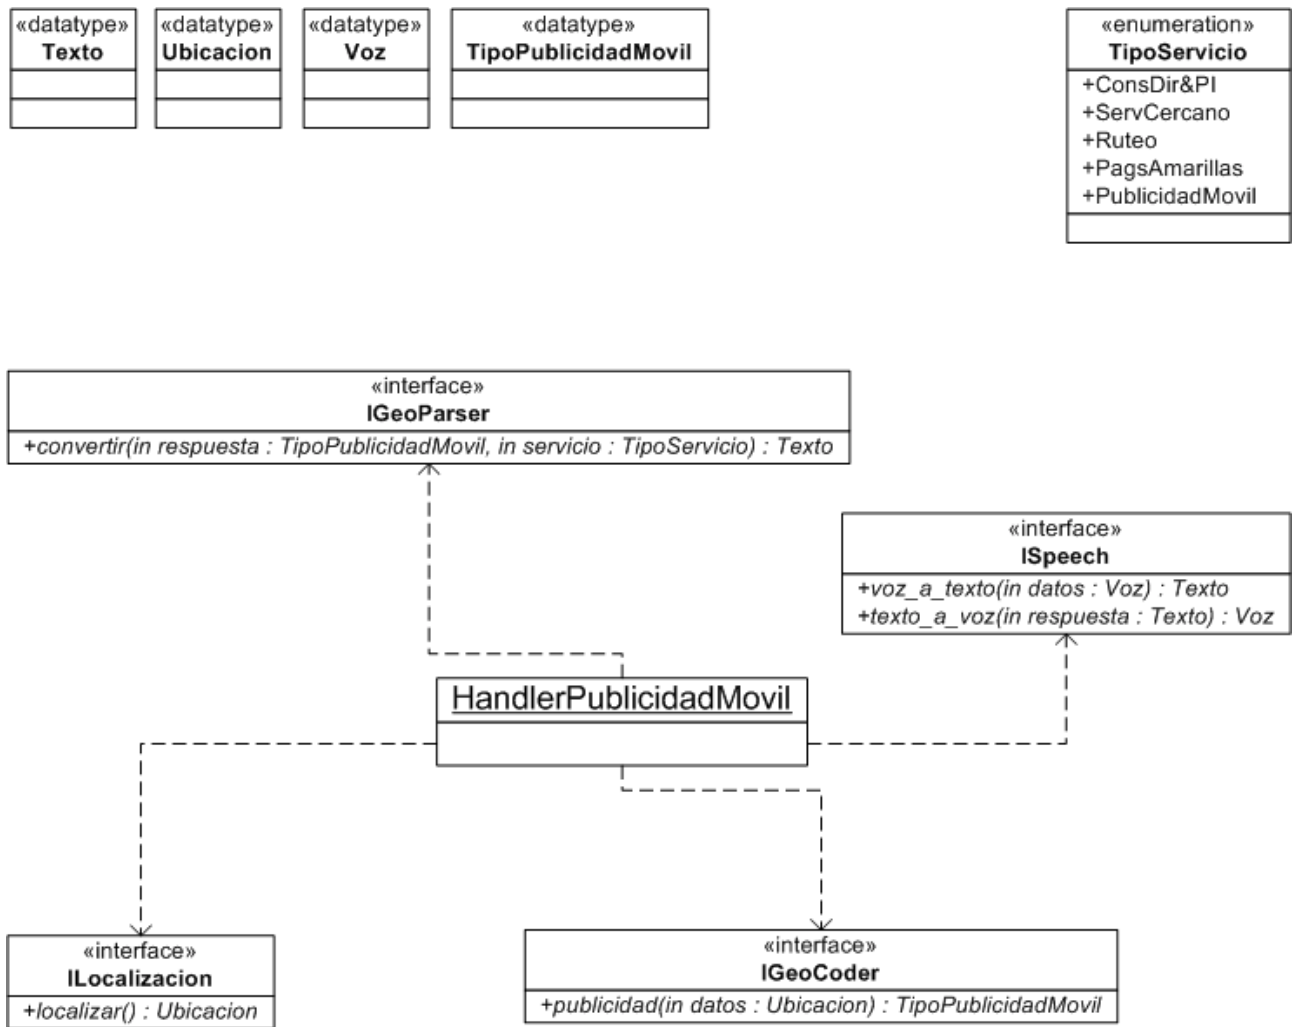 «datatype»
Texto
«datatype»
Ubicacion
«datatype»
Voz
«datatype»
TipoPublicidadMovil
«enumeration»
TipoServicio
+ConsDir&PI
+ServCercano
+Ruteo
+PagsAmarillas
+PublicidadMovil
«interface»
IGeoParser
+convertir(in respuesta : TipoPublicidadMovil, in servicio : TipoServicio) : Texto
«interface»
ISpeech
+voz_a_texto(in datos : Voz) : Texto
+texto_a_voz(in respuesta : Texto) : Voz
HandlerPublicidadMovil
«interface»
ILocalizacion
+localizar() : Ubicacion
«interface»
IGeoCoder
+publicidad(in datos : Ubicacion) : TipoPublicidadMovil